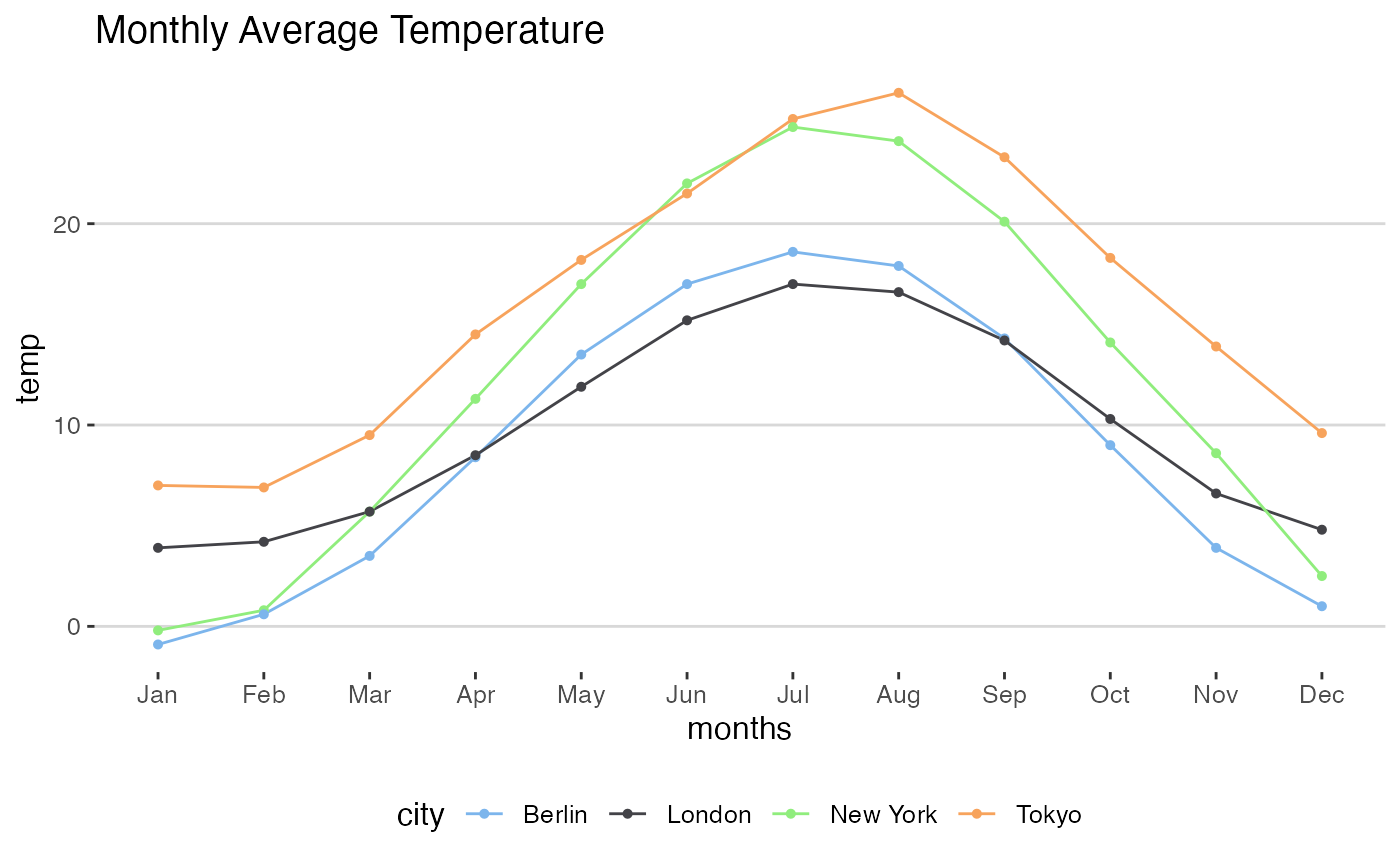 Monthly Average Temperature
temp
20
10
0
Jan Feb Mar Apr May Jun Jul Aug Sep Oct Nov Dec
months
city Berlin London New York Tokyo